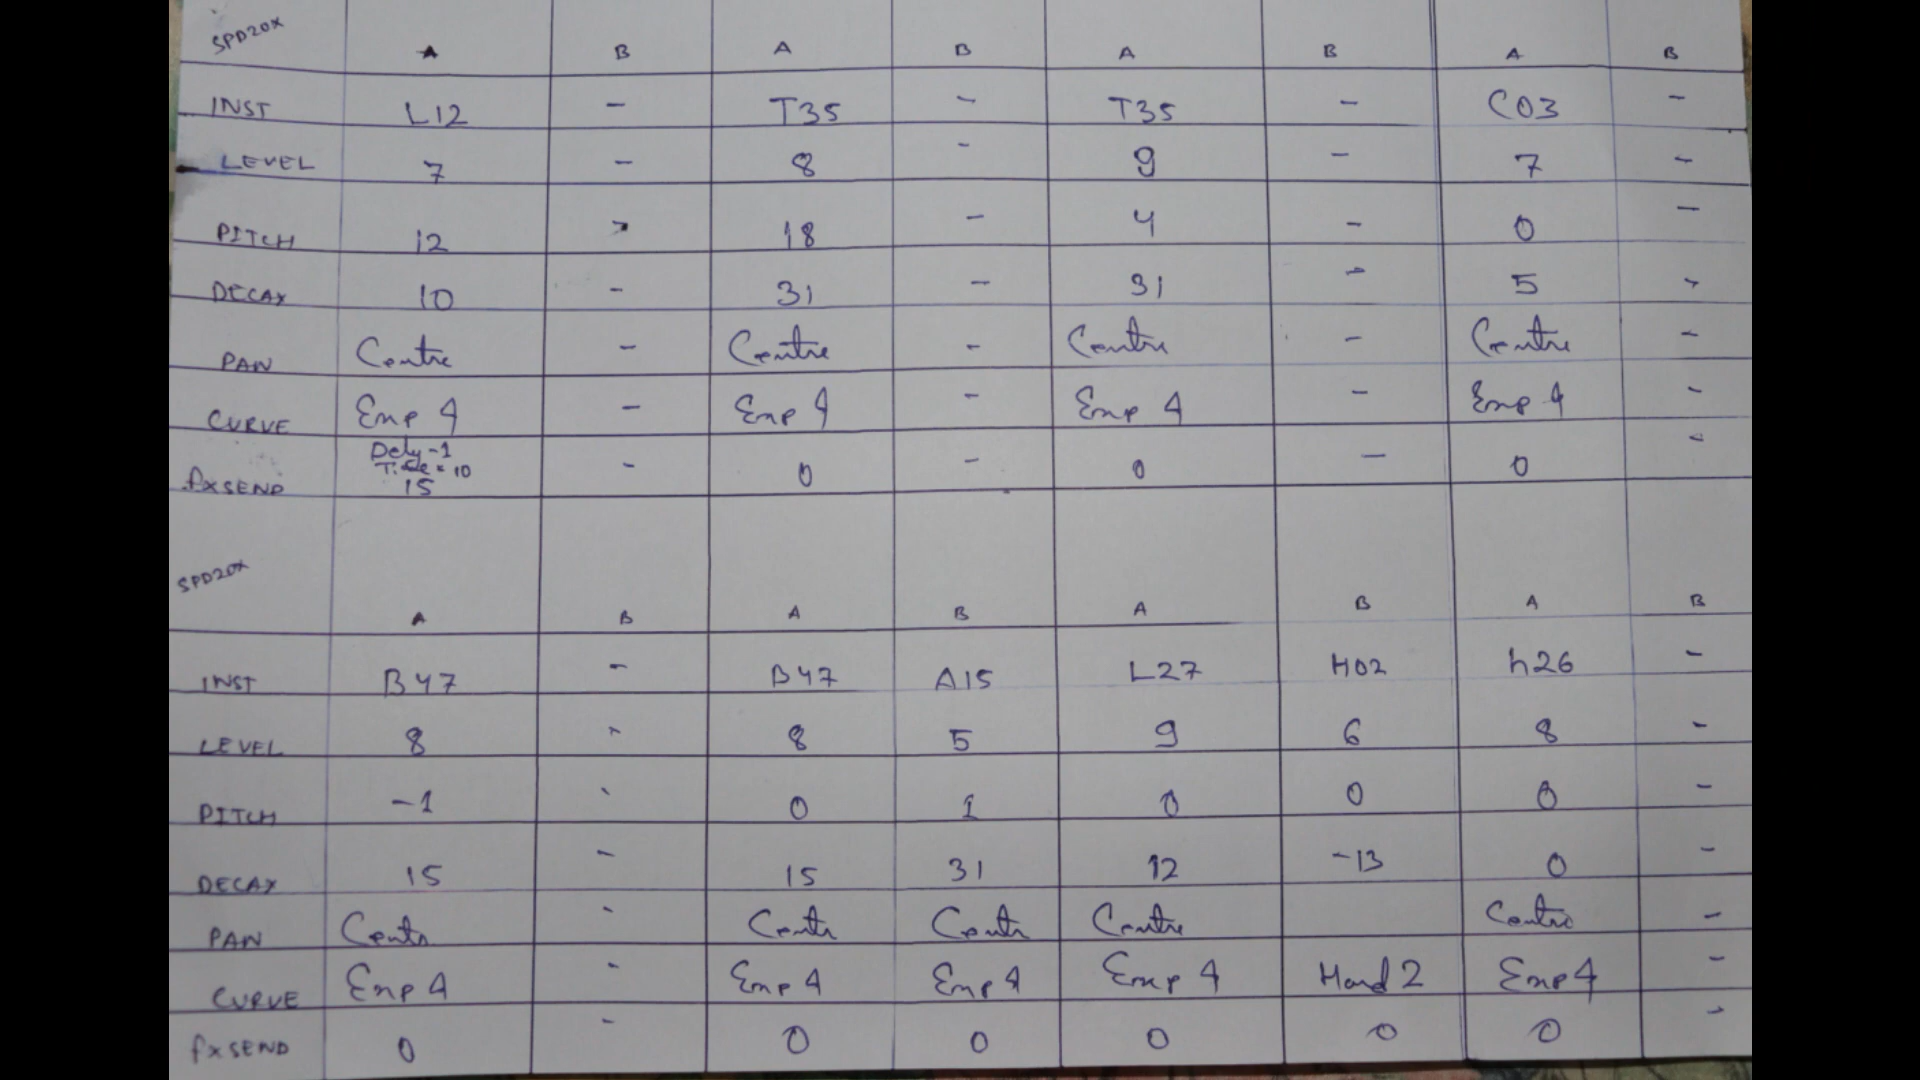 SPD20X A B A B A B A B
INST L12 - T35 - T35 - C03 -
LEVEL 7 - 8 - 9 - 7 -
PITCH 12 - 18 - 4 - 0 -
DECAY 10 - 31 - 31 - 5 -
PAN Centre - Centre - Centre - Centre -
CURVE Exp 4 - Exp 4 - Exp 4 - Exp 4 -
fxSEND Dely-1 Time=10 15 - 0 - 0 - 0 -
SPD20X A B A B A B A B
INST B47 - B47 A15 L27 H02 h26 -
LEVEL 8 - 8 5 9 6 8 -
PITCH -1 - 0 1 0 0 0 -
DECAY 15 - 15 31 12 -13 0 -
PAN Centr - Centr Centr Centre Centre -
CURVE Exp 4 - Exp 4 Exp 4 Exp 4 Hand 2 Exp 4 -
fxSEND 0 - 0 0 0 0 0 -